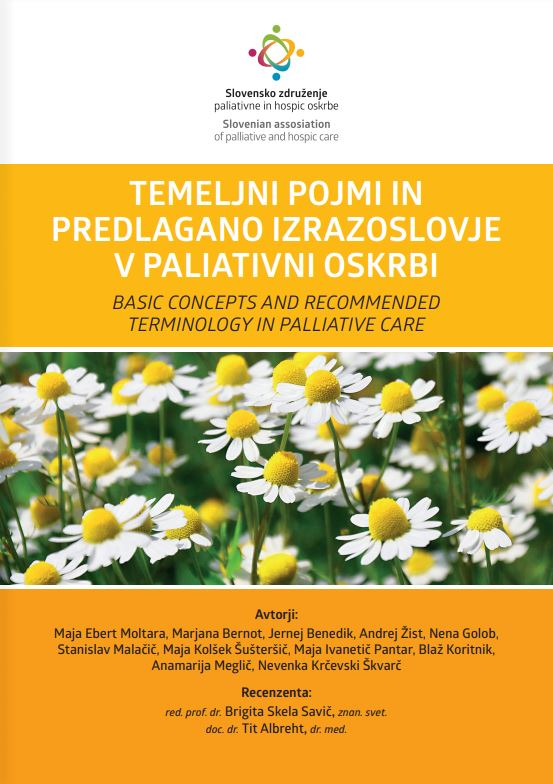 Slovensko združenje
paliativne in hospic oskrbe
Slovenian assosiation
of palliative and hospic care
TEMELJNI POJMI IN
PREDLAGANO IZRAZOSLOVJE
V PALIATIVNI OSKRBI
BASIC CONCEPTS AND RECOMMENDED
TERMINOLOGY IN PALLIATIVE CARE
Avtorji:
Maja Ebert Moltara, Marjana Bernot, Jernej Benedik, Andrej Žist, Nena Golob,
Stanislav Malačič, Maja Kolšek Šušteršič, Maja Ivanetič Pantar, Blaž Koritnik,
Anamarija Meglič, Nevenka Krčevski Škvarč
Recenzenta:
red. prof. dr. Brigita Skela Savič, znan. svet.
doc. dr. Tit Albreht, dr. med.